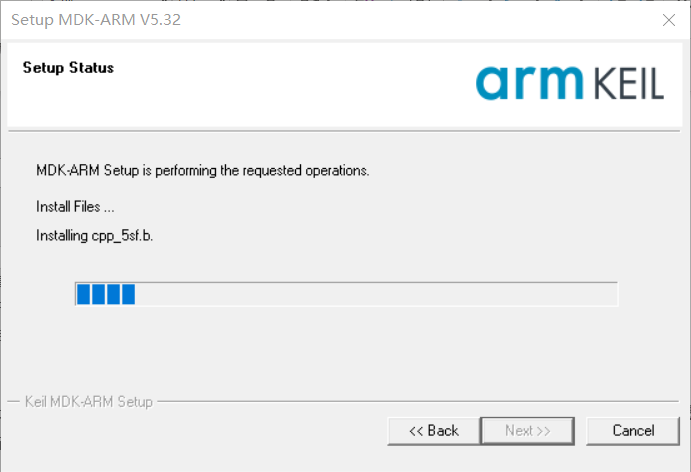 Setup MDK-ARM V5.32
Setup Status
arm KEIL
MDK-ARM Setup is performing the requested operations.
Install Files ...
Installing cpp_5sf.b.
Keil MDK-ARM Setup
<< Back
Next >>
Cancel